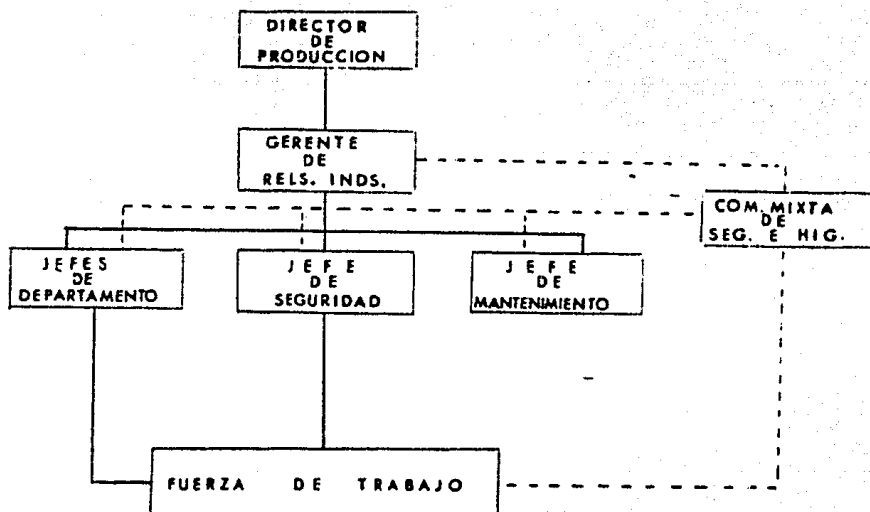 DIRECTOR
DE
PRODUCCION
GERENTE
DE
RELS. INDS.
COM. MIXTA
DE
SEG. E HIG.
JEFES
DE
DEPARTAMENTO
JEFE
DE
SEGURIDAD
JEFE
DE
MANTENIMIENTO
FUERZA DE TRABAJO